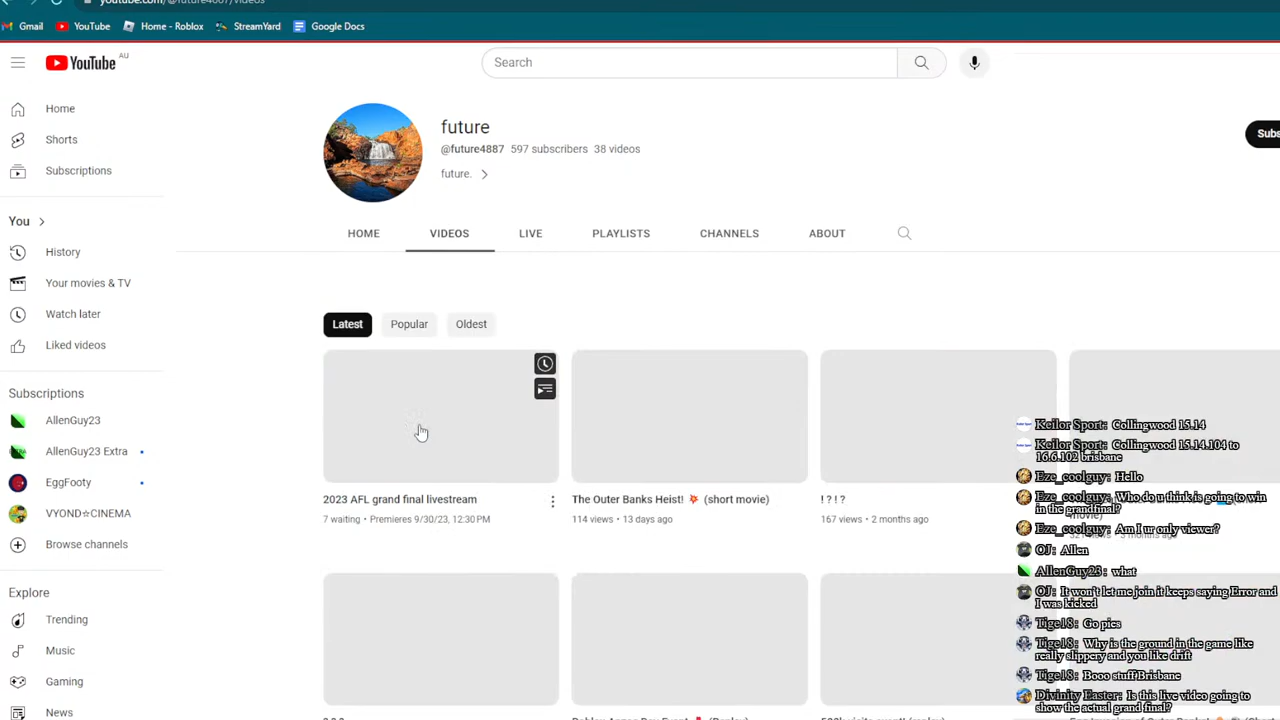 youtube.com/@future4887/videos
Gmail
YouTube
Home - Roblox
StreamYard
Google Docs
YouTube AU
Search
Home
Shorts
Subscriptions
You
History
Your movies & TV
Watch later
Liked videos
Subscriptions
AllenGuy23
AllenGuy23 Extra
EggFooty
VYOND☆CINEMA
Browse channels
Explore
Trending
Music
Gaming
News
future
@future4887 597 subscribers 38 videos
future.
Subs
HOME
VIDEOS
LIVE
PLAYLISTS
CHANNELS
ABOUT
Latest
Popular
Oldest
2023 AFL grand final livestream
7 waiting • Premieres 9/30/23, 12:30 PM
The Outer Banks Heist! 💥 (short movie)
114 views • 13 days ago
! ? ! ?
167 views • 2 months ago
Keilor Sport: Collingwood 15.14
Keilor Sport: Collingwood 15.14.104 to
16.6.102 brisbane
Eze_coolguy: Hello
Eze_coolguy: Who do u think is going to win
in the grandfinal?
Eze_coolguy: Am I ur only viewer?
OJ: Allen
AllenGuy23: what
OJ: It won't let me join it keeps saying Error and
I was kicked
Tige18: Go pies
Tige18: Why is the ground in the game like
really slippery and you like drift
Tige18: Booo stuff Brisbane
Divinity Easter: Is this live video going to
show the actual grand final?